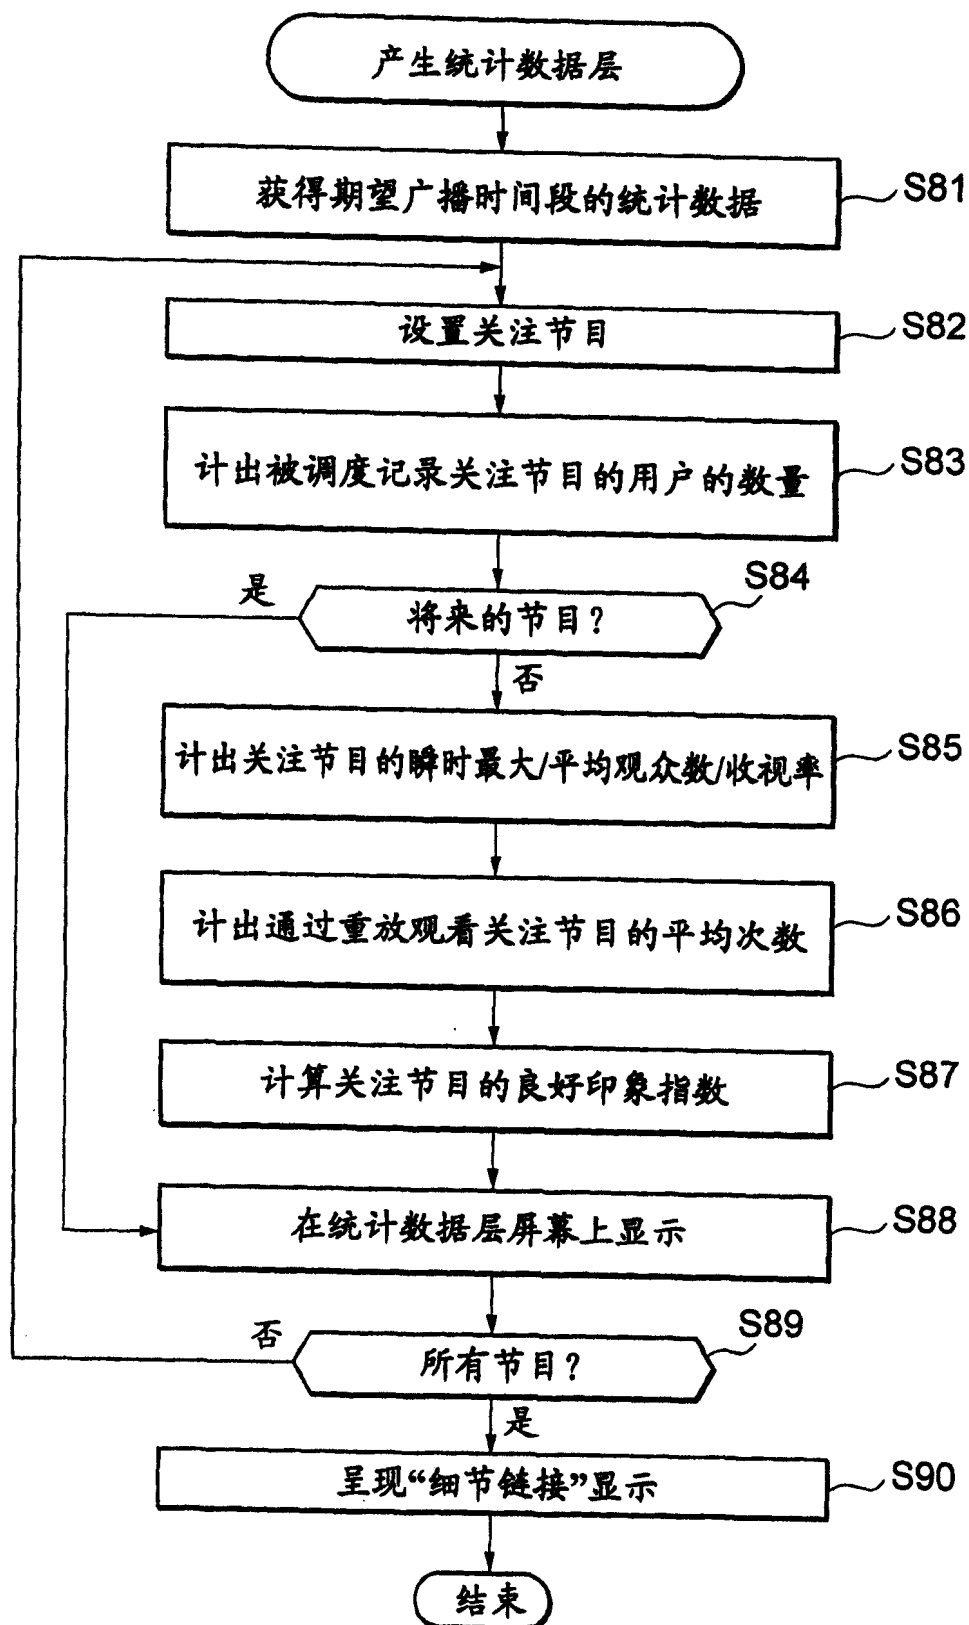 产生统计数据层
获得期望广播时间段的统计数据
S81
设置关注节目
S82
计出被调度记录关注节目的用户的数量
S83
S84
是
将来的节目？
否
计出关注节目的瞬时最大/平均观众数/收视率
S85
计出通过重放观看关注节目的平均次数
S86
计算关注节目的良好印象指数
S87
在统计数据层屏幕上显示
S88
S89
否
所有节目？
是
呈现“细节链接”显示
S90
结束